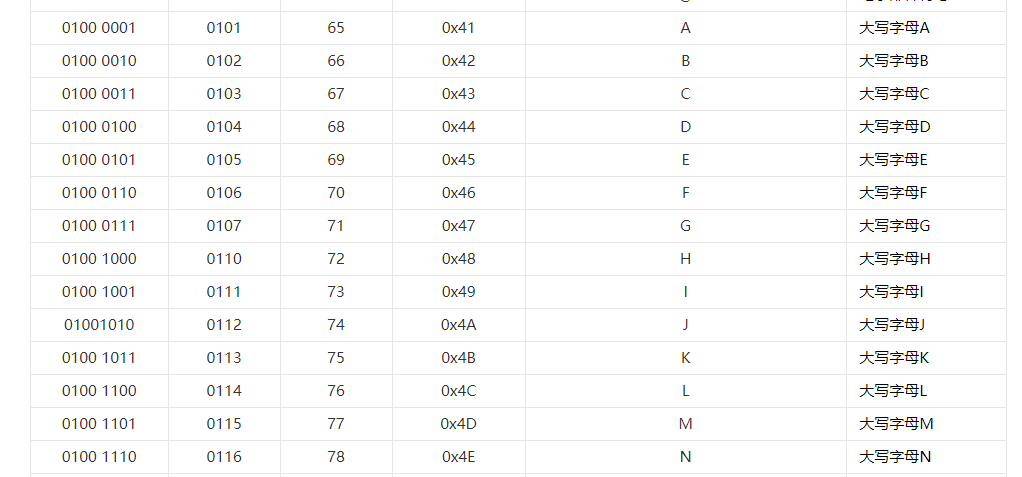 0100 0001 0101 65 0x41 A 大写字母A
0100 0010 0102 66 0x42 B 大写字母B
0100 0011 0103 67 0x43 C 大写字母C
0100 0100 0104 68 0x44 D 大写字母D
0100 0101 0105 69 0x45 E 大写字母E
0100 0110 0106 70 0x46 F 大写字母F
0100 0111 0107 71 0x47 G 大写字母G
0100 1000 0110 72 0x48 H 大写字母H
0100 1001 0111 73 0x49 I 大写字母I
01001010 0112 74 0x4A J 大写字母J
0100 1011 0113 75 0x4B K 大写字母K
0100 1100 0114 76 0x4C L 大写字母L
0100 1101 0115 77 0x4D M 大写字母M
0100 1110 0116 78 0x4E N 大写字母N